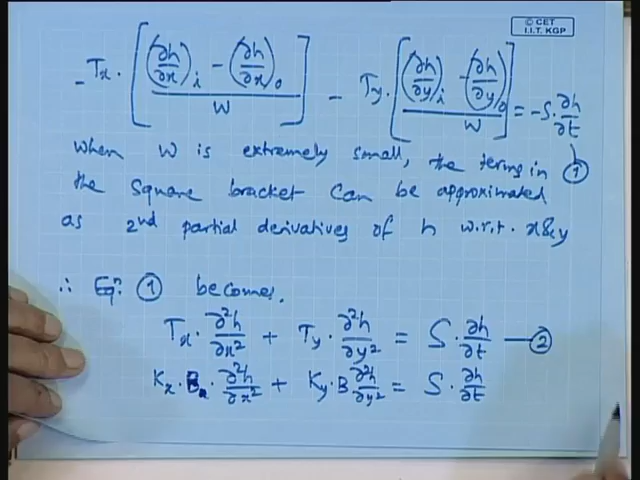 © CET
I.I.T. KGP
- Tx · [ ((∂h/∂x)i - (∂h/∂x)o) / W ] - Ty · [ ((∂h/∂y)i - (∂h/∂y)o) / W ] = -S · ∂h/∂t
When W is extremely small, the terms in ①
the square bracket can be approximated
as 2nd partial derivatives of h w.r.t. x&y
∴ Eqn. ① becomes.
Tx · ∂²h/∂x² + Ty · ∂²h/∂y² = S · ∂h/∂t — ②
Kx · B · ∂²h/∂x² + Ky · B ∂²h/∂y² = S · ∂h/∂t